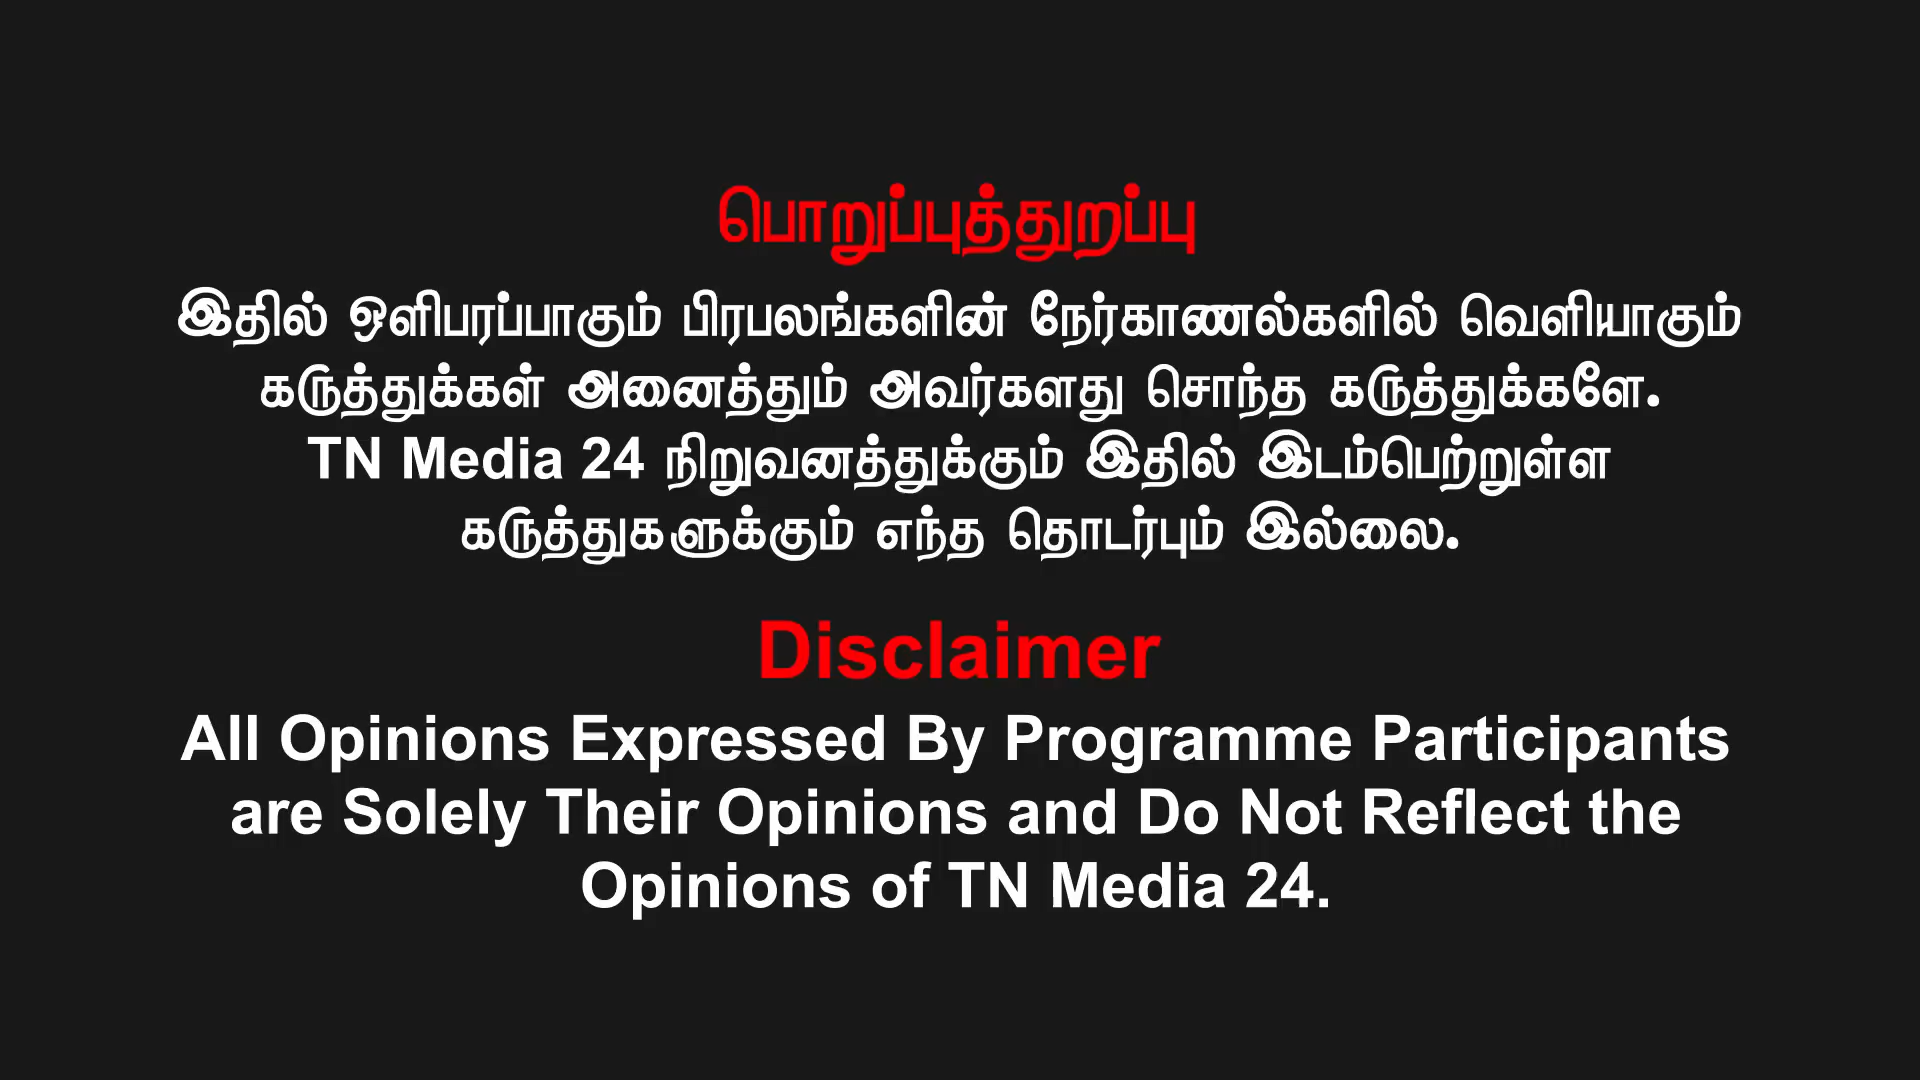 பொறுப்புத்துறப்பு
இதில் ஒளிபரப்பாகும் பிரபலங்களின் நேர்காணல்களில் வெளியாகும்
கருத்துக்கள் அனைத்தும் அவர்களது சொந்த கருத்துக்களே.
TN Media 24 நிறுவனத்துக்கும் இதில் இடம்பெற்றுள்ள
கருத்துகளுக்கும் எந்த தொடர்பும் இல்லை.
Disclaimer
All Opinions Expressed By Programme Participants
are Solely Their Opinions and Do Not Reflect the
Opinions of TN Media 24.